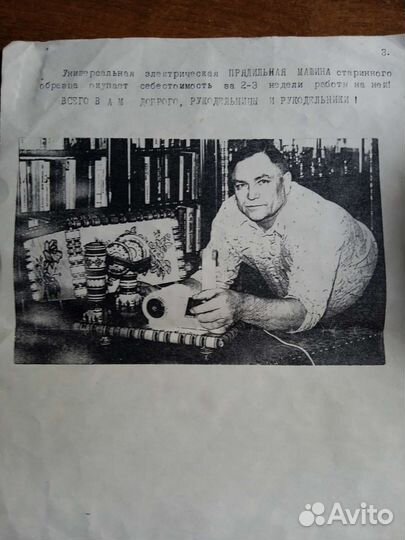 3.
Универсальная электрическая ПРЯДИЛЬНАЯ МАШИНА старинного
образца окупает себестоимость за 2-3 недели работы на ней!
ВСЕГО В А М ДОБРОГО, РУКОДЕЛЬНИЦЫ И РУКОДЕЛЬНИКИ !
Avito